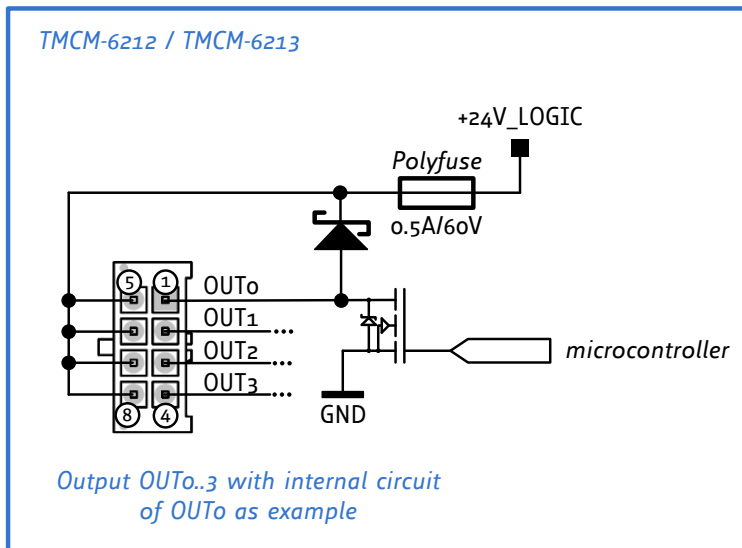 TMCM-6212 / TMCM-6213
+24V_LOGIC
Polyfuse
0.5A/60V
5 1 OUT0
OUT1 ...
OUT2 ...
OUT3 ...
8 4
GND
microcontroller
Output OUT0..3 with internal circuit
of OUT0 as example